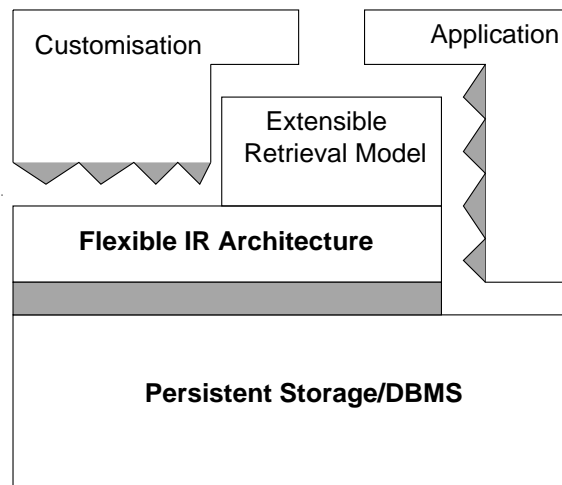 Customisation
Application
Extensible
Retrieval Model
Flexible IR Architecture
Persistent Storage/DBMS